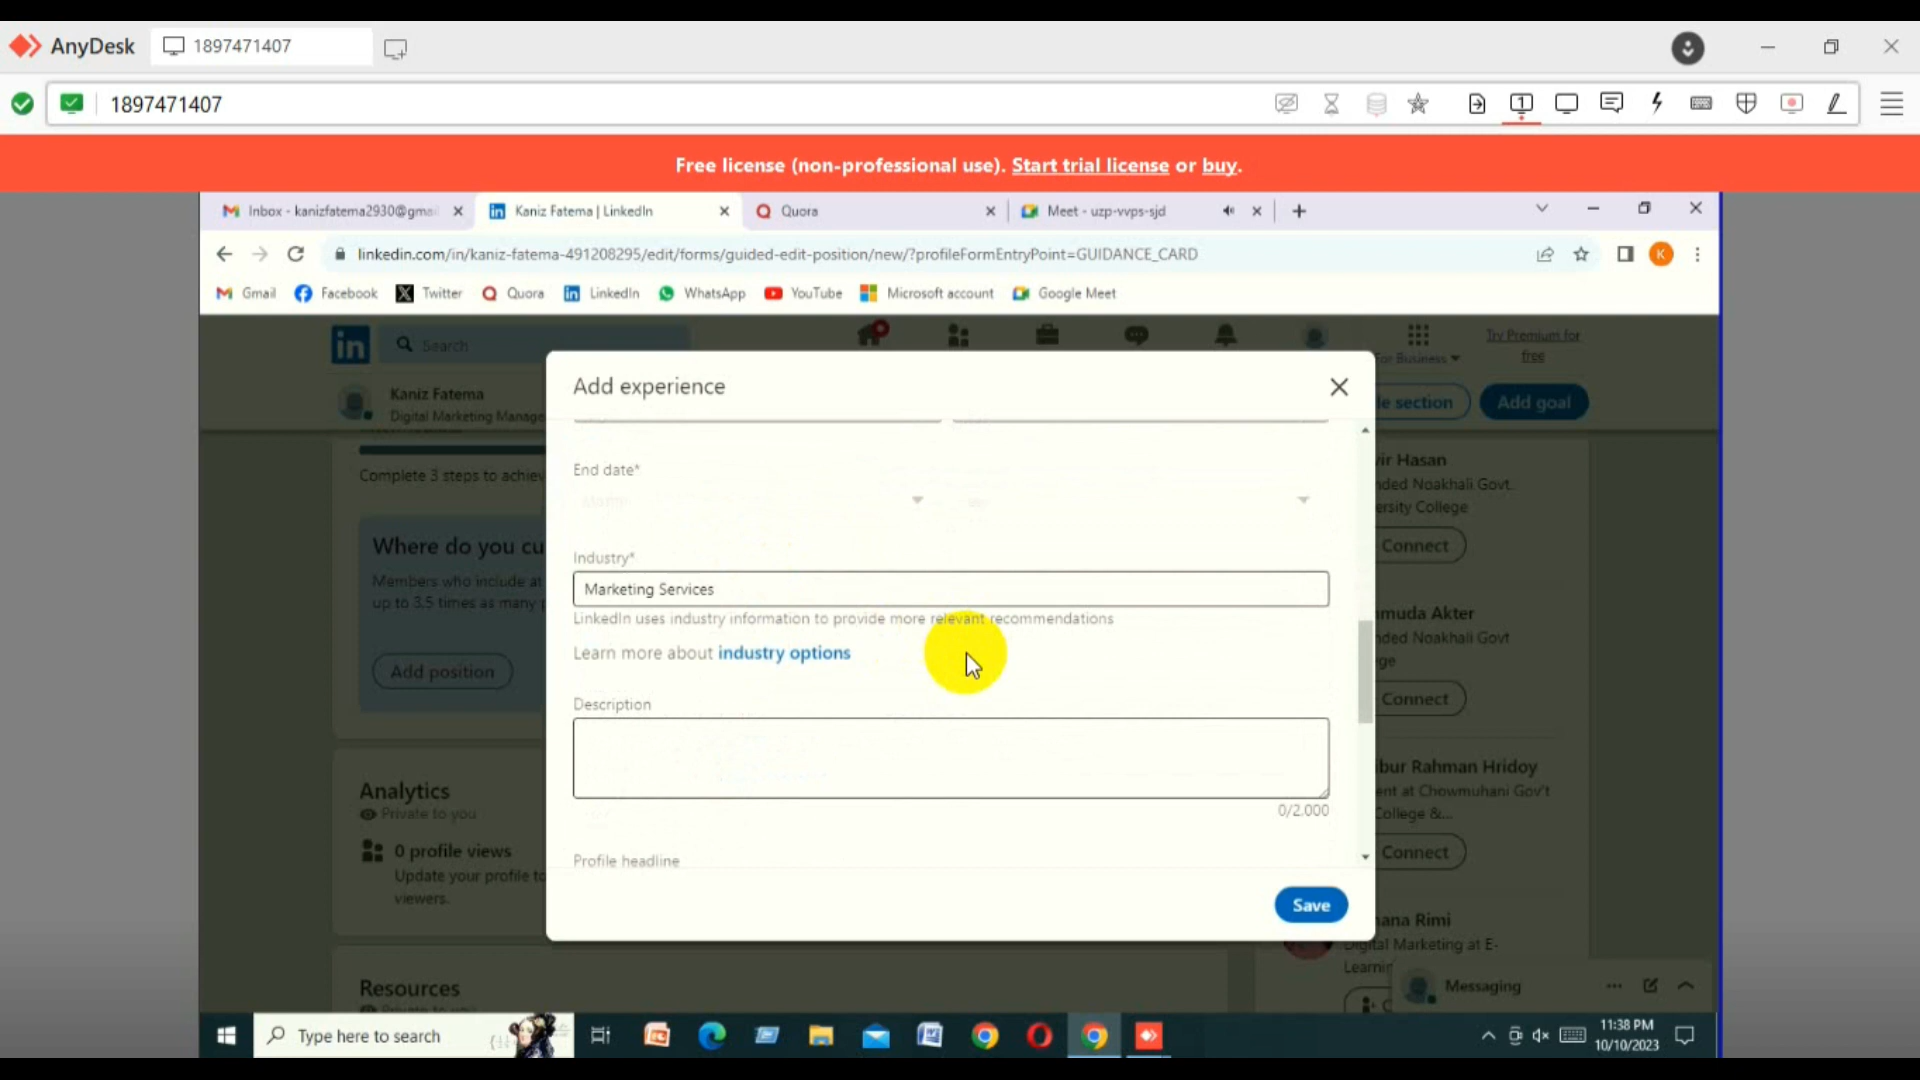 AnyDesk
1897471407
1897471407
Free license (non-professional use). Start trial license or buy.
Inbox - kanizfatema2930@gmai
Kaniz Fatema | LinkedIn
Quora
Meet - uzp-vvps-sjd
linkedin.com/in/kaniz-fatema-491208295/edit/forms/guided-edit-position/new/?profileFormEntryPoint=GUIDANCE_CARD
K
Gmail
Facebook
Twitter
Quora
LinkedIn
WhatsApp
YouTube
Microsoft account
Google Meet
in
Search
For Business
Try Premium for
free
Kaniz Fatema
Digital Marketing Manage
le section
Add goal
Add experience
End date*
Month
Industry*
Marketing Services
LinkedIn uses industry information to provide more relevant recommendations
Learn more about industry options
Description
0/2,000
Profile headline
Save
Complete 3 steps to achiev
Where do you cu
Members who include at
up to 3.5 times as many p
Add position
Analytics
Private to you
0 profile views
Update your profile to
viewers.
Resources
Private to you
vir Hasan
nded Noakhali Govt.
ersity College
Connect
muda Akter
nded Noakhali Govt
ge
Connect
ibur Rahman Hridoy
ent at Chowmuhani Gov't
College &...
Connect
ana Rimi
Digital Marketing at E-
Learnin
Messaging
Type here to search
11:38 PM
10/10/2023